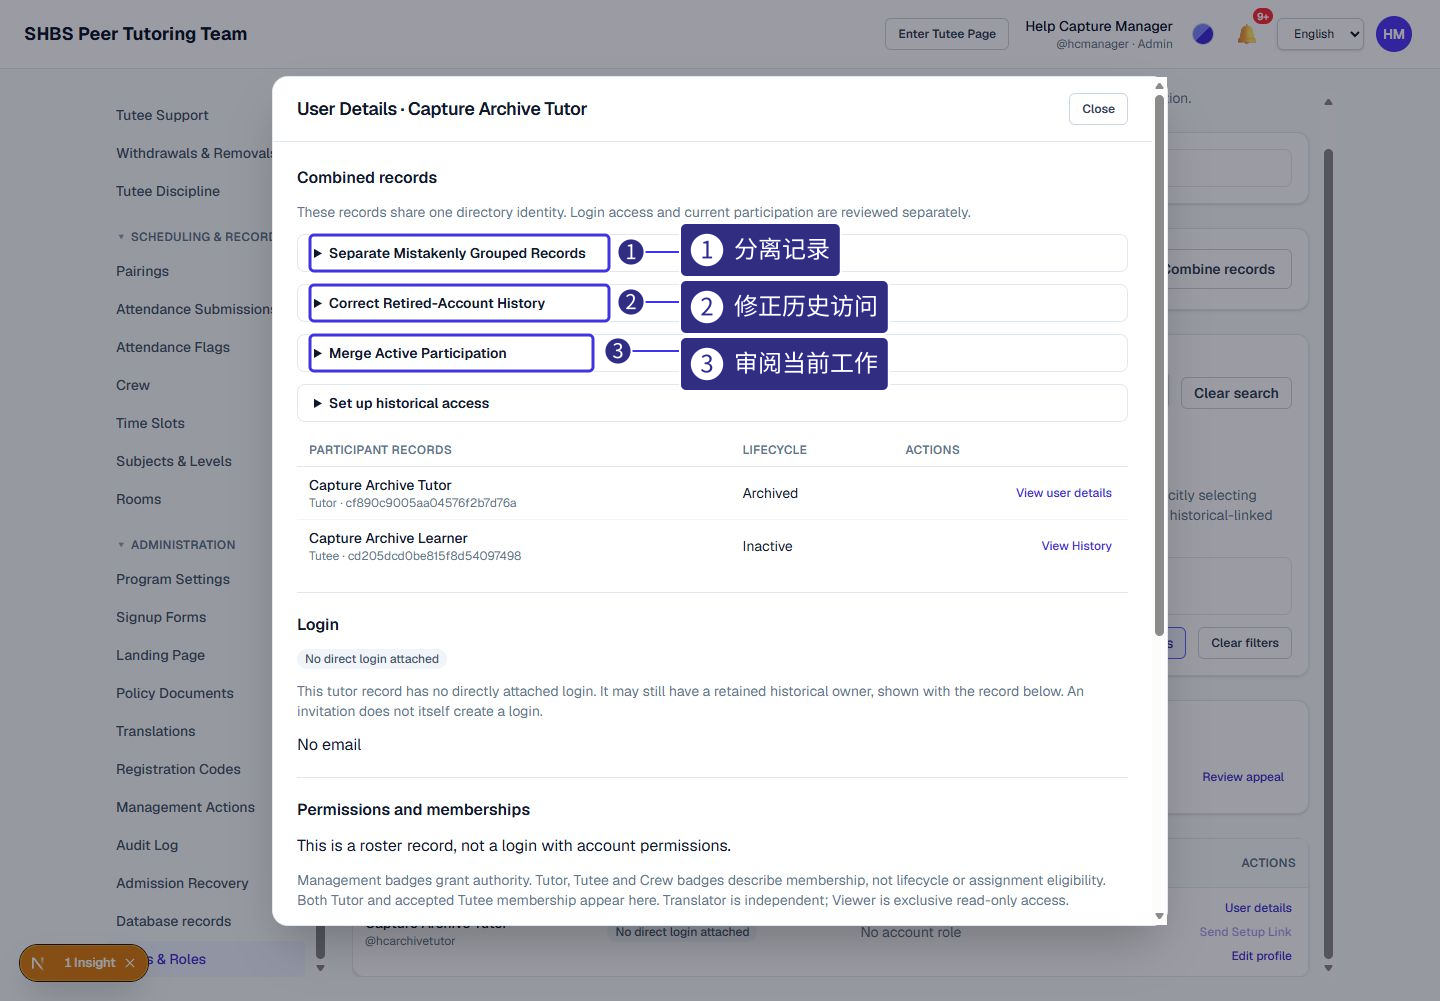 SHBS Peer Tutoring Team
Enter Tutee Page
Help Capture Manager
@hcmanager · Admin
9+
English
HM
Tutee Support
Withdrawals & Removals
Tutee Discipline
SCHEDULING & RECORD
Pairings
Attendance Submissions
Attendance Flags
Crew
Time Slots
Subjects & Levels
Rooms
ADMINISTRATION
Program Settings
Signup Forms
Landing Page
Policy Documents
Translations
Registration Codes
Management Actions
Audit Log
Admission Recovery
Database records
s & Roles
1 Insight
User Details · Capture Archive Tutor
Close
Combined records
These records share one directory identity. Login access and current participation are reviewed separately.
Separate Mistakenly Grouped Records
1
1 分离记录
Correct Retired-Account History
2
2 修正历史访问
Merge Active Participation
3
3 审阅当前工作
Set up historical access
PARTICIPANT RECORDS LIFECYCLE ACTIONS
Capture Archive Tutor
Tutor · cf890c9005aa04576f2b7d76a
Archived
View user details
Capture Archive Learner
Tutee · cd205dcd0be815f8d54097498
Inactive
View History
Login
No direct login attached
This tutor record has no directly attached login. It may still have a retained historical owner, shown with the record below. An
invitation does not itself create a login.
No email
Permissions and memberships
This is a roster record, not a login with account permissions.
Management badges grant authority. Tutor, Tutee and Crew badges describe membership, not lifecycle or assignment eligibility.
Both Tutor and accepted Tutee membership appear here. Translator is independent; Viewer is exclusive read-only access.
tion.
Combine records
Clear search
citly selecting
historical-linked
s
Clear filters
Review appeal
ACTIONS
User details
@hcarchivetutor
No direct login attached
No account role
Send Setup Link
Edit profile